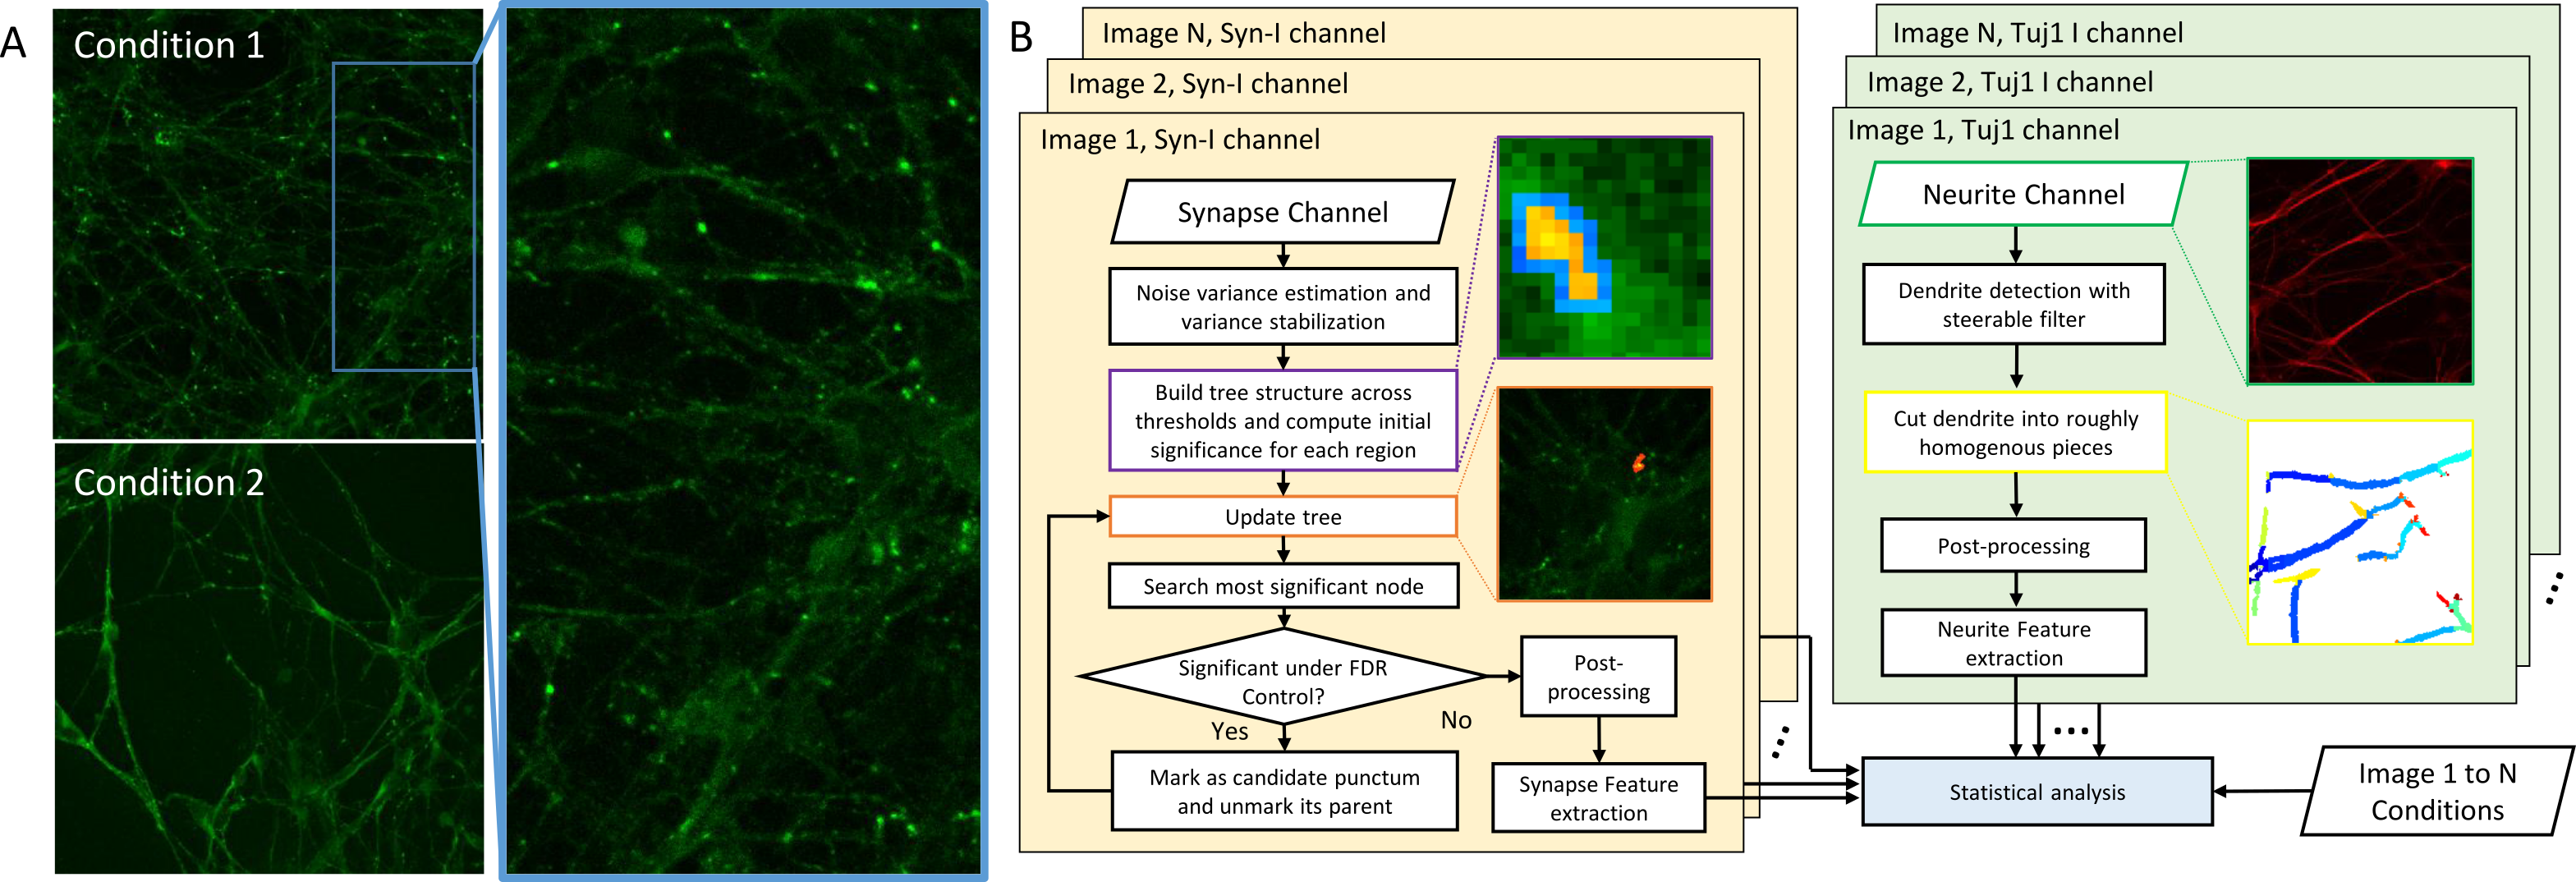 A
Condition 1
Condition 2
B
Image N, Syn-I channel
Image 2, Syn-I channel
Image 1, Syn-I channel
Synapse Channel
Noise variance estimation and
variance stabilization
Build tree structure across
thresholds and compute initial
significance for each region
Update tree
Search most significant node
Significant under FDR
Control?
Yes
No
Mark as candidate punctum
and unmark its parent
Post-
processing
Synapse Feature
extraction
Image N, Tuj1 I channel
Image 2, Tuj1 I channel
Image 1, Tuj1 channel
Neurite Channel
Dendrite detection with
steerable filter
Cut dendrite into roughly
homogenous pieces
Post-processing
Neurite Feature
extraction
...
Statistical analysis
Image 1 to N
Conditions